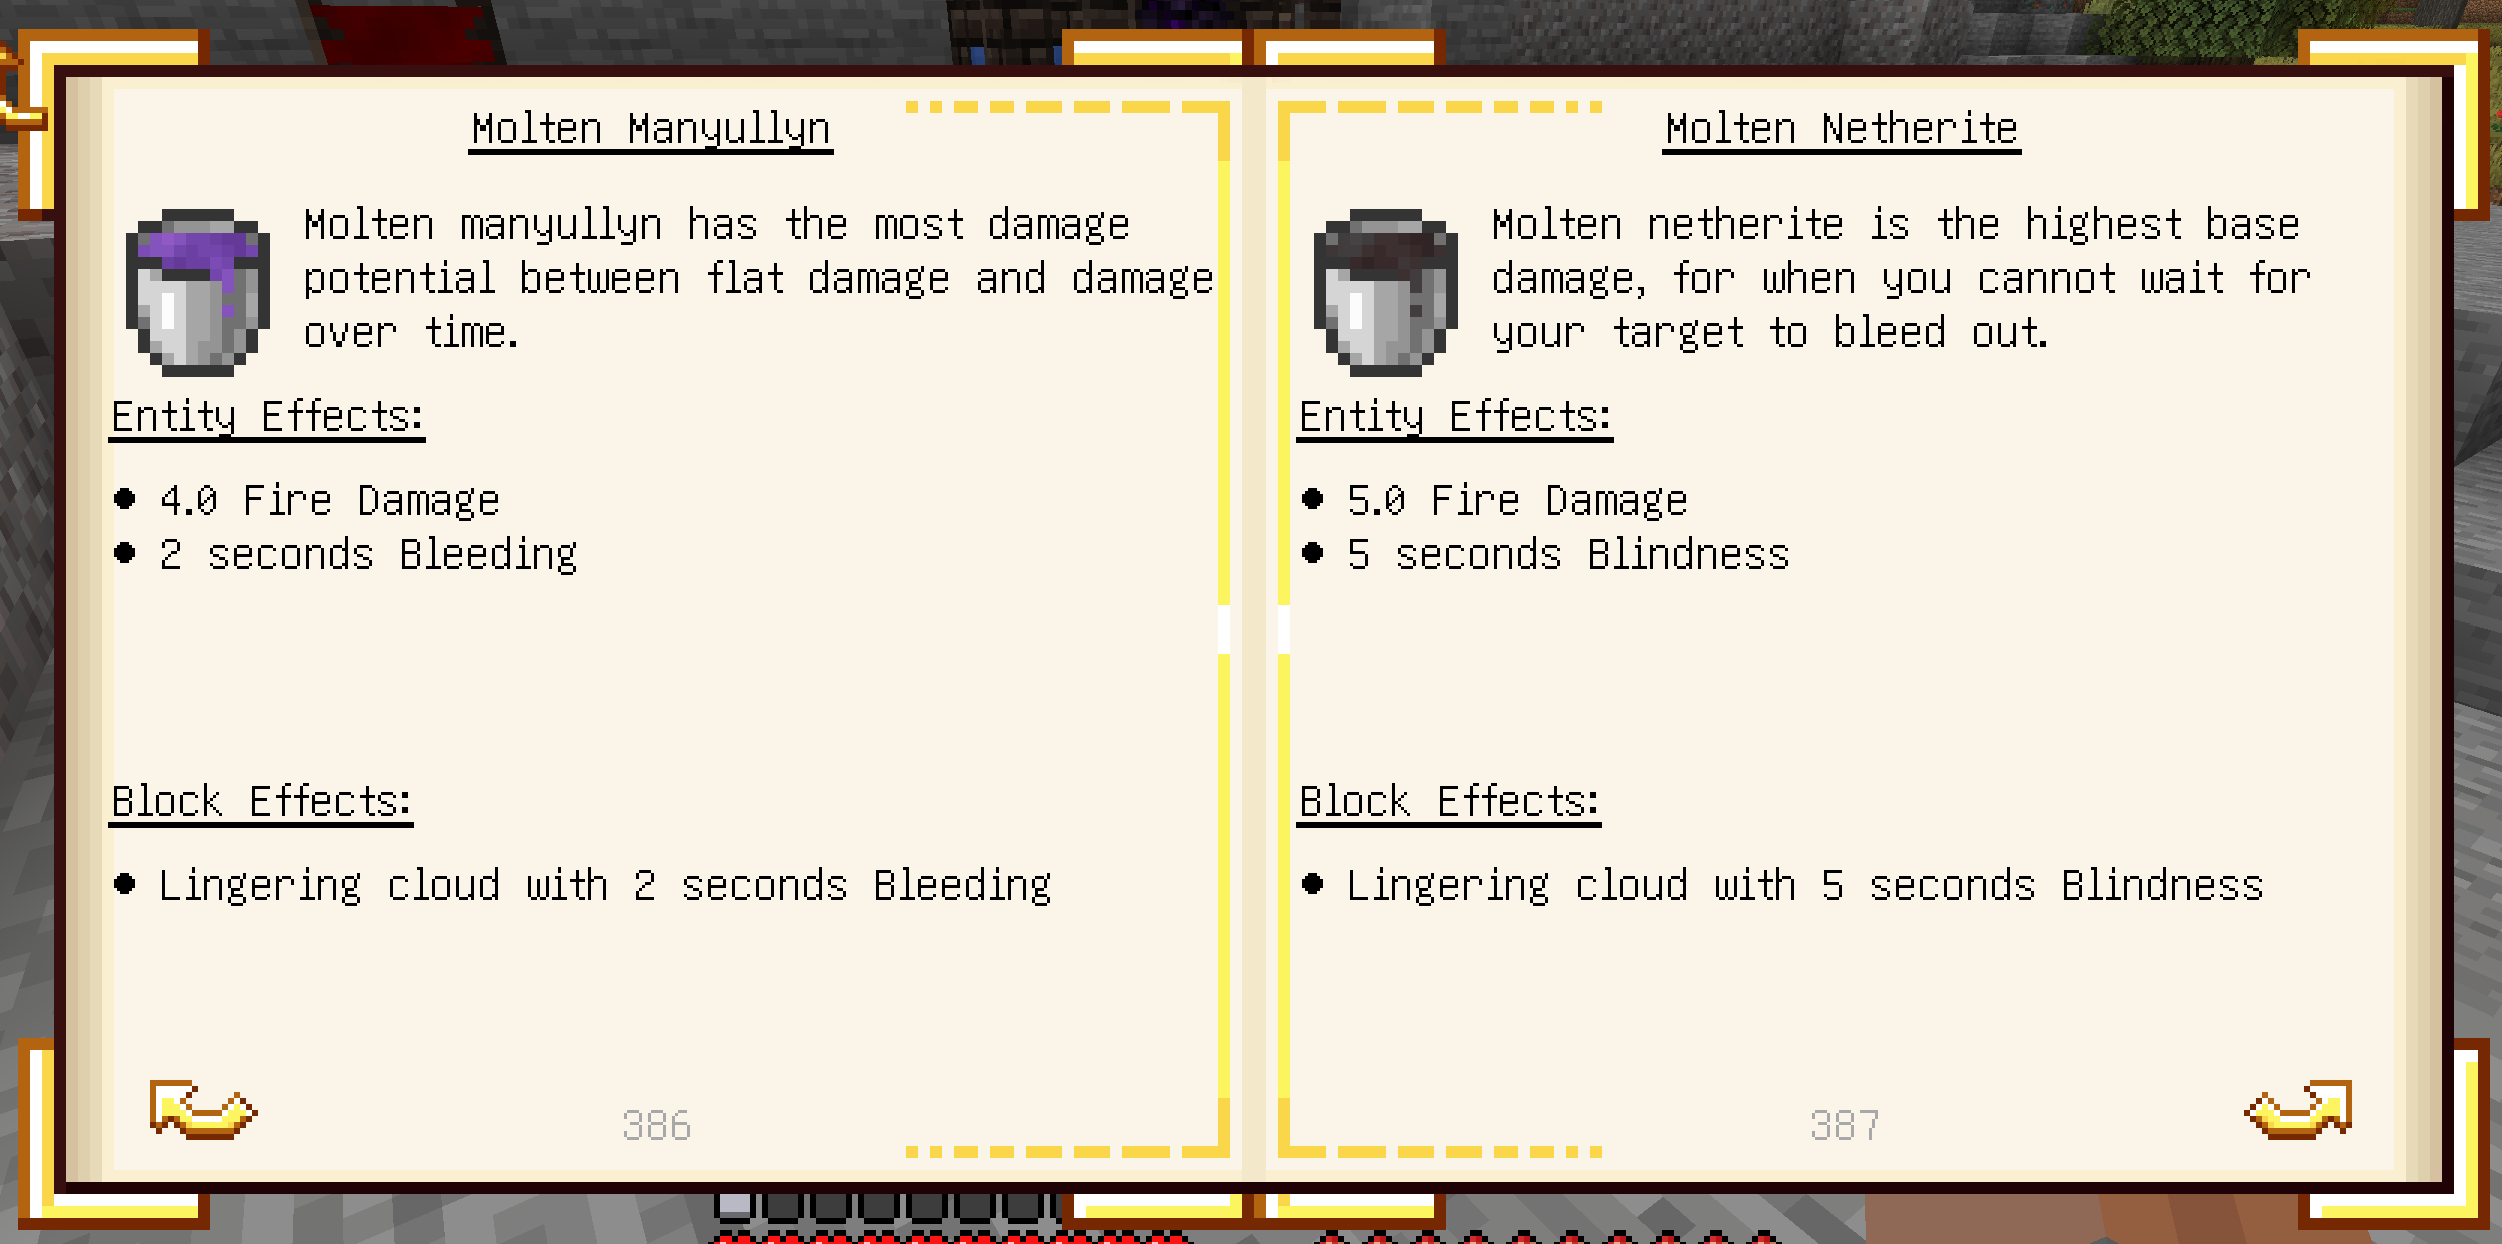 Molten Manyullyn
Molten manyullyn has the most damage
potential between flat damage and damage
over time.
Entity Effects:
● 4.0 Fire Damage
● 2 seconds Bleeding
Block Effects:
● Lingering cloud with 2 seconds Bleeding
386
Molten Netherite
Molten netherite is the highest base
damage, for when you cannot wait for
your target to bleed out.
Entity Effects:
● 5.0 Fire Damage
● 5 seconds Blindness
Block Effects:
● Lingering cloud with 5 seconds Blindness
387